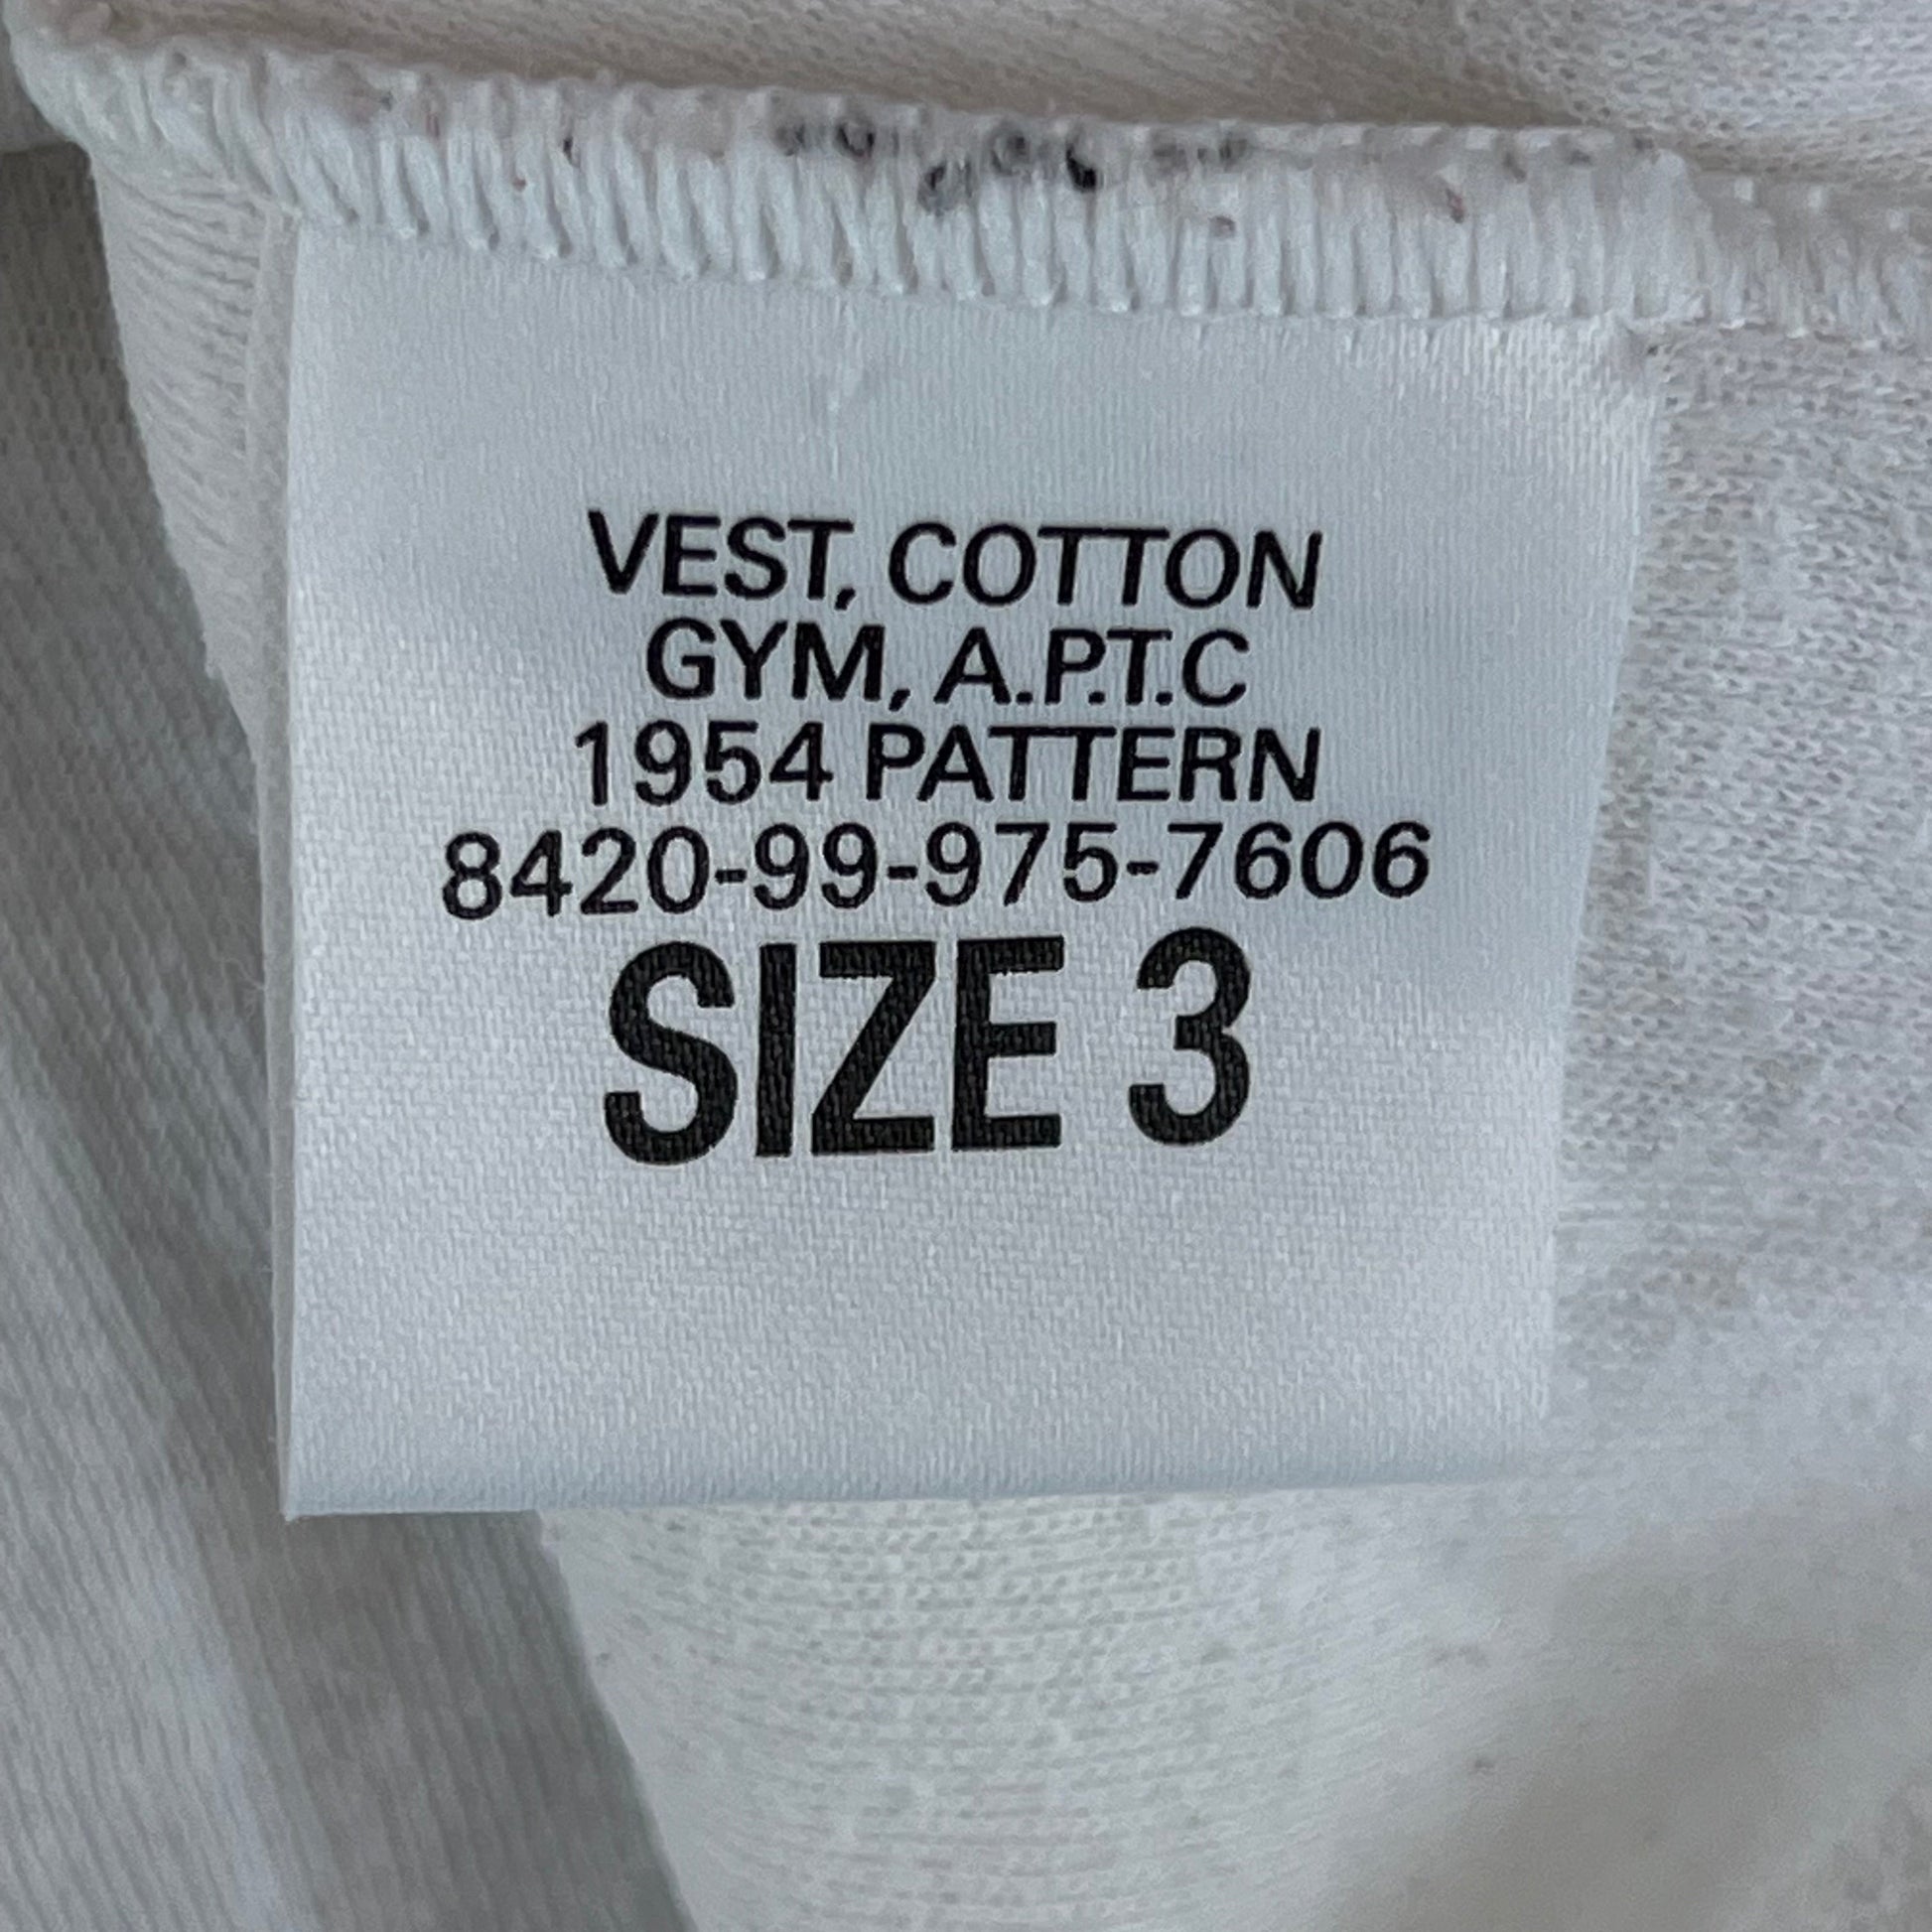 VEST, COTTON
GYM, A.P.T.C
1954 PATTERN
8420-99-975-7606
SIZE 3